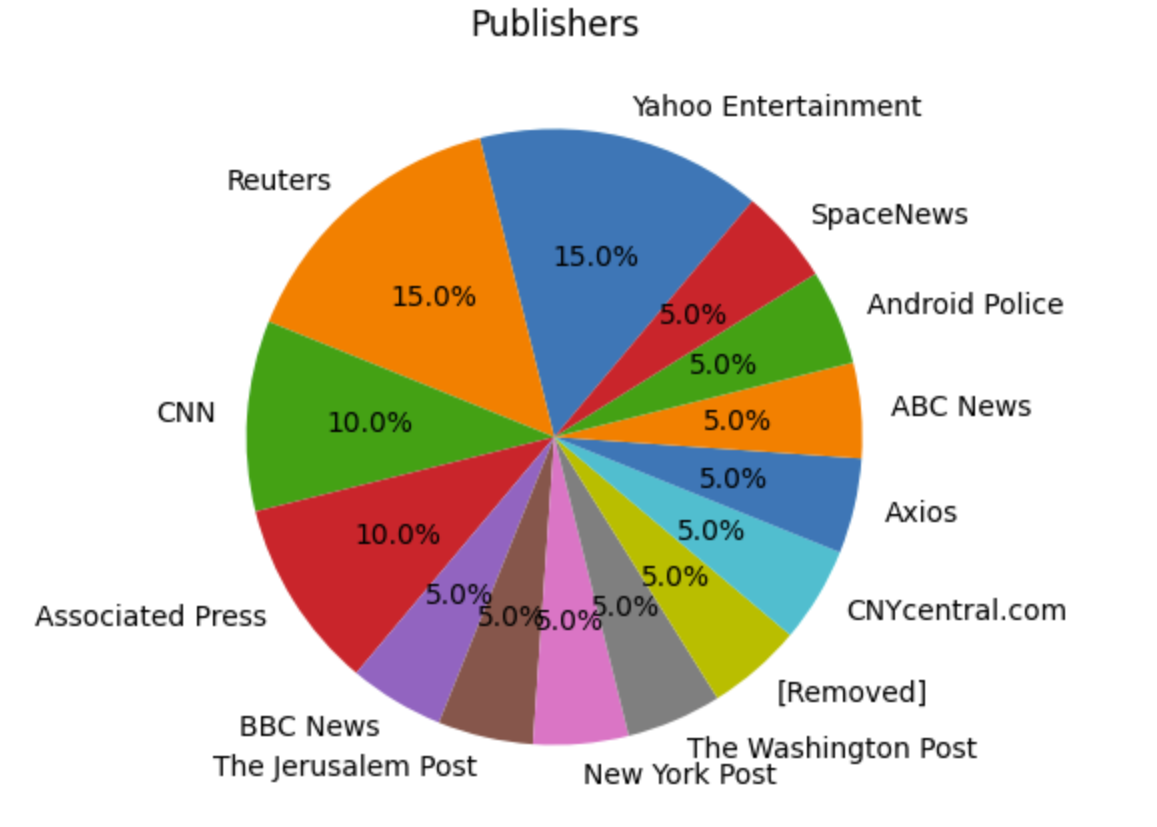 Publishers
Yahoo Entertainment
Reuters
SpaceNews
15.0%
15.0%
Android Police
5.0%
5.0%
CNN
10.0%
5.0%
ABC News
5.0%
Axios
10.0%
5.0%
5.0%
5.0%
5.0%
5.0%
5.0%
Associated Press
CNYcentral.com
[Removed]
BBC News
The Washington Post
The Jerusalem Post
New York Post